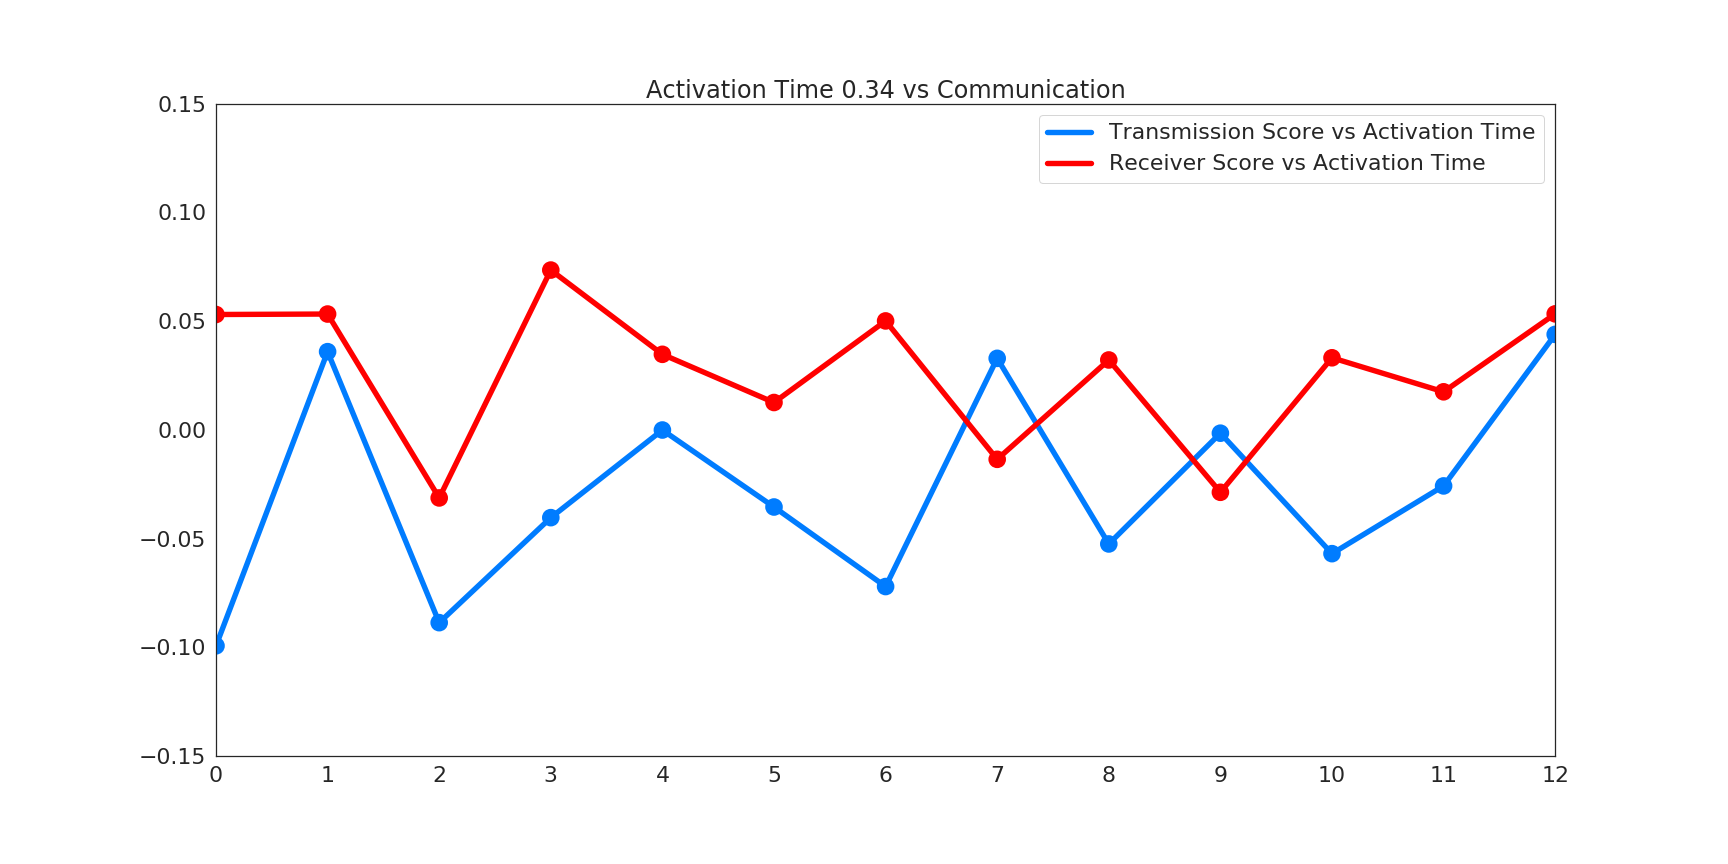 Activation Time 0.34 vs Communication
Transmission Score vs Activation Time
Receiver Score vs Activation Time
0.15
0.10
0.05
0.00
−0.05
−0.10
−0.15
0 1 2 3 4 5 6 7 8 9 10 11 12